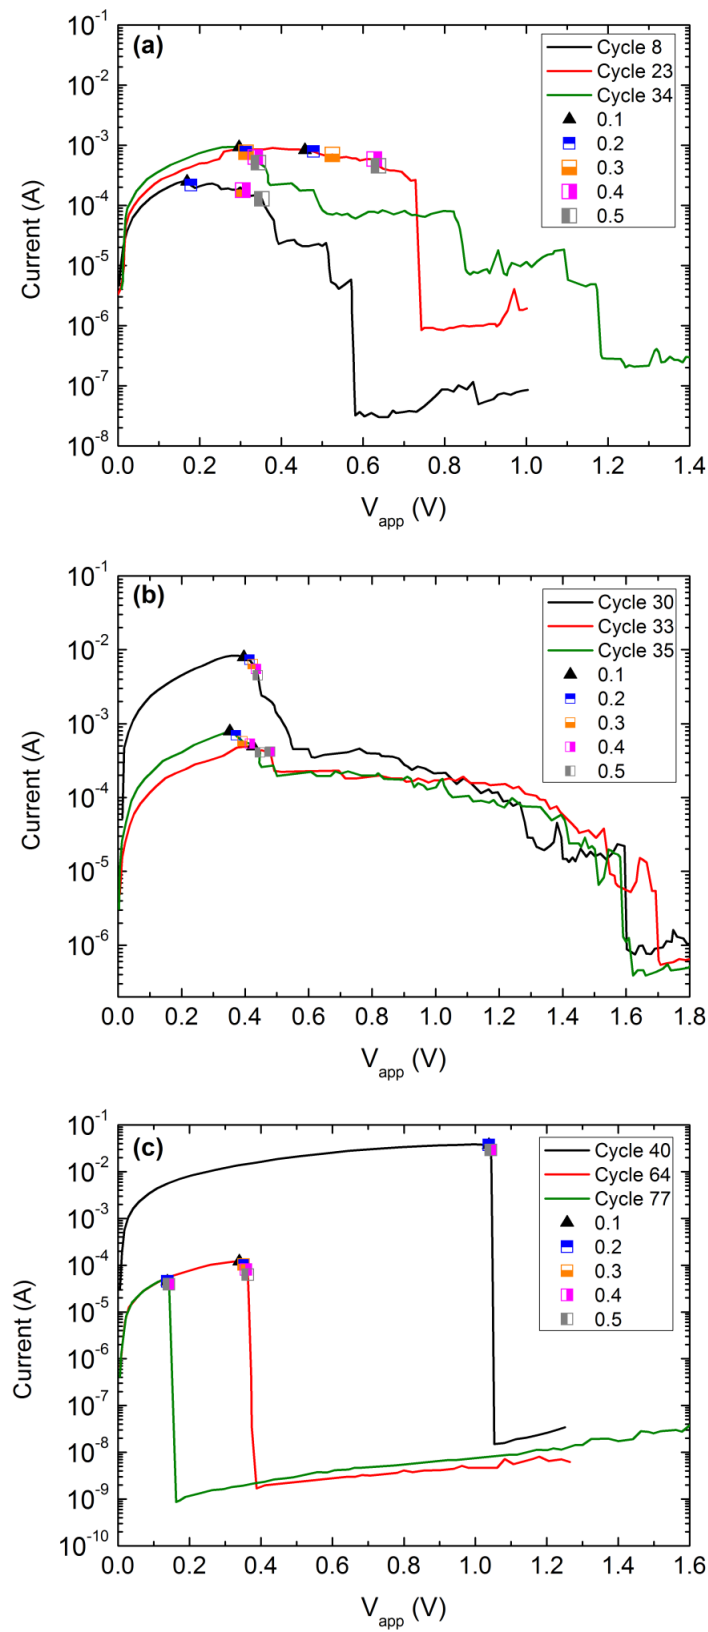 10⁻¹
(a)
Cycle 8
Cycle 23
Cycle 34
0.1
0.2
0.3
0.4
0.5
10⁻²
10⁻³
10⁻⁴
10⁻⁵
10⁻⁶
10⁻⁷
10⁻⁸
Current (A)
0.0 0.2 0.4 0.6 0.8 1.0 1.2 1.4
V_app (V)
10⁻¹
(b)
Cycle 30
Cycle 33
Cycle 35
0.1
0.2
0.3
0.4
0.5
10⁻²
10⁻³
10⁻⁴
10⁻⁵
10⁻⁶
Current (A)
0.0 0.2 0.4 0.6 0.8 1.0 1.2 1.4 1.6 1.8
V_app (V)
10⁻¹
(c)
Cycle 40
Cycle 64
Cycle 77
0.1
0.2
0.3
0.4
0.5
10⁻²
10⁻³
10⁻⁴
10⁻⁵
10⁻⁶
10⁻⁷
10⁻⁸
10⁻⁹
10⁻¹⁰
Current (A)
0.0 0.2 0.4 0.6 0.8 1.0 1.2 1.4 1.6
V_app (V)